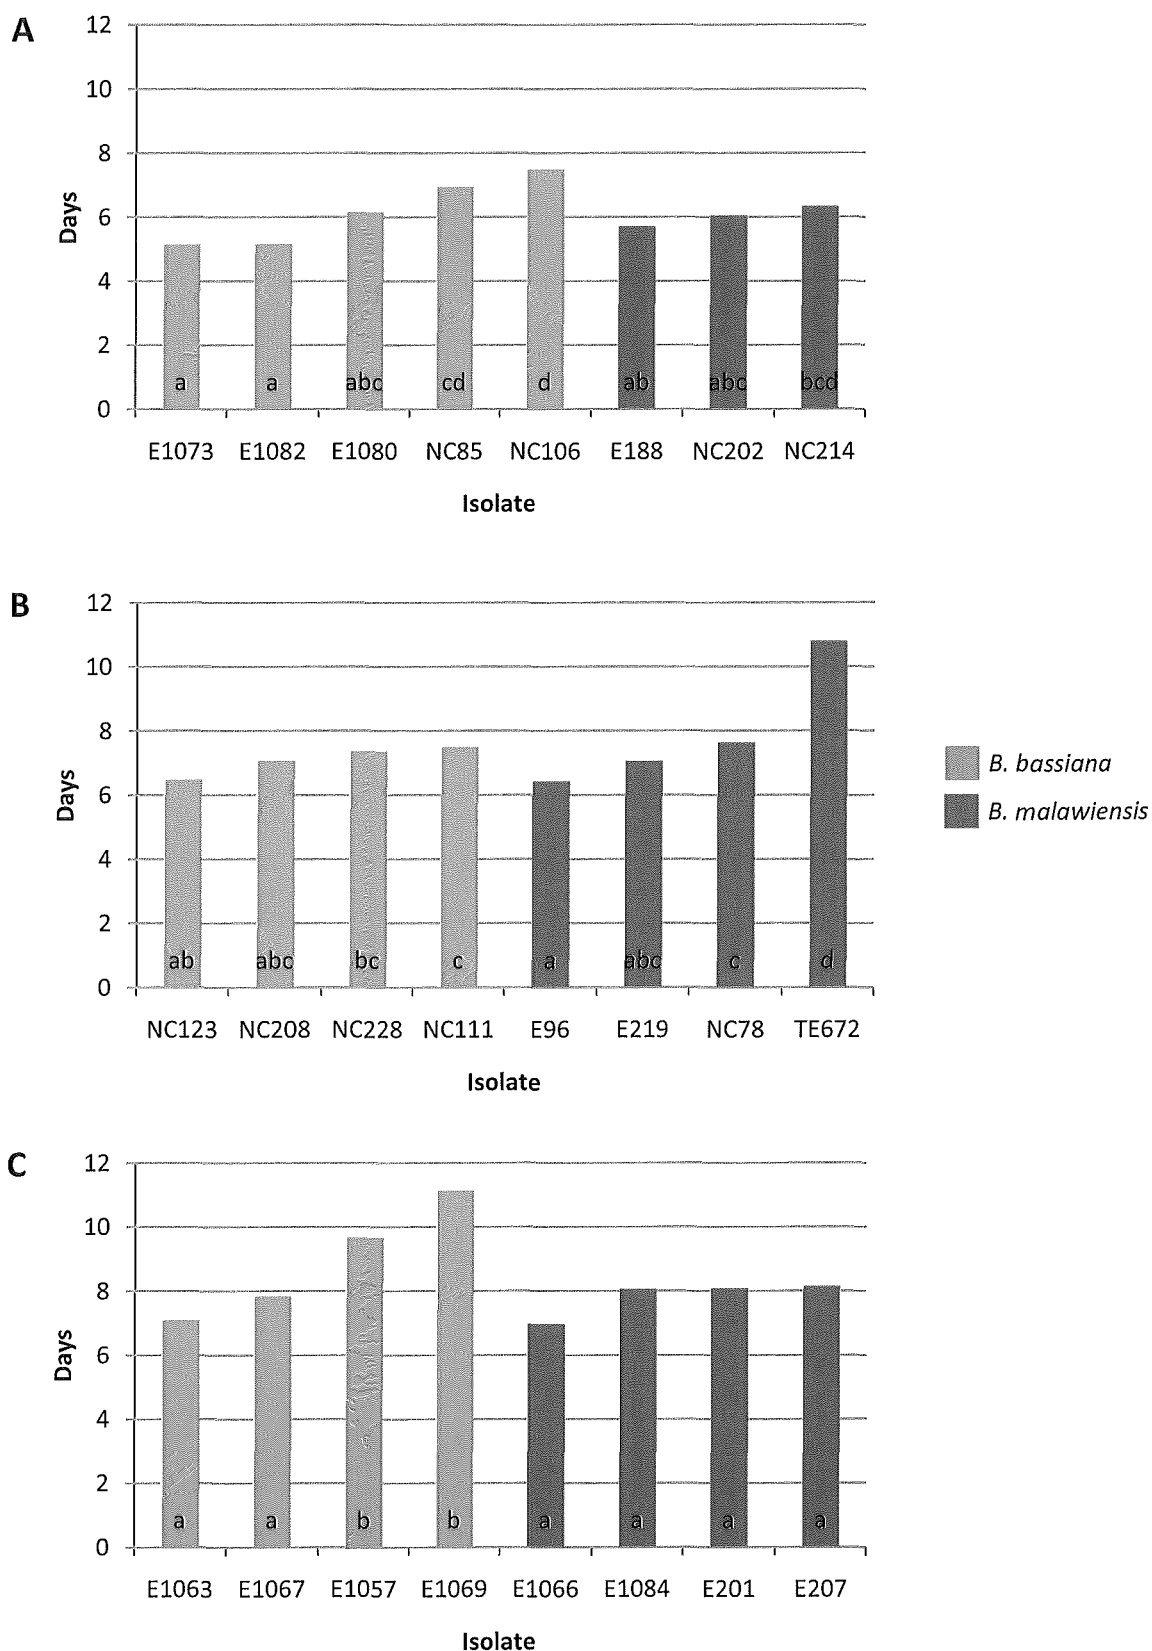 A
12
10
8
6
4
2
0
Days
a a abc cd d ab abc bcd
E1073 E1082 E1080 NC85 NC106 E188 NC202 NC214
Isolate
B
12
10
8
6
4
2
0
Days
ab abc bc c a abc c d
NC123 NC208 NC228 NC111 E96 E219 NC78 TE672
Isolate
B. bassiana
B. malawiensis
C
12
10
8
6
4
2
0
Days
a a b b a a a a
E1063 E1067 E1057 E1069 E1066 E1084 E201 E207
Isolate